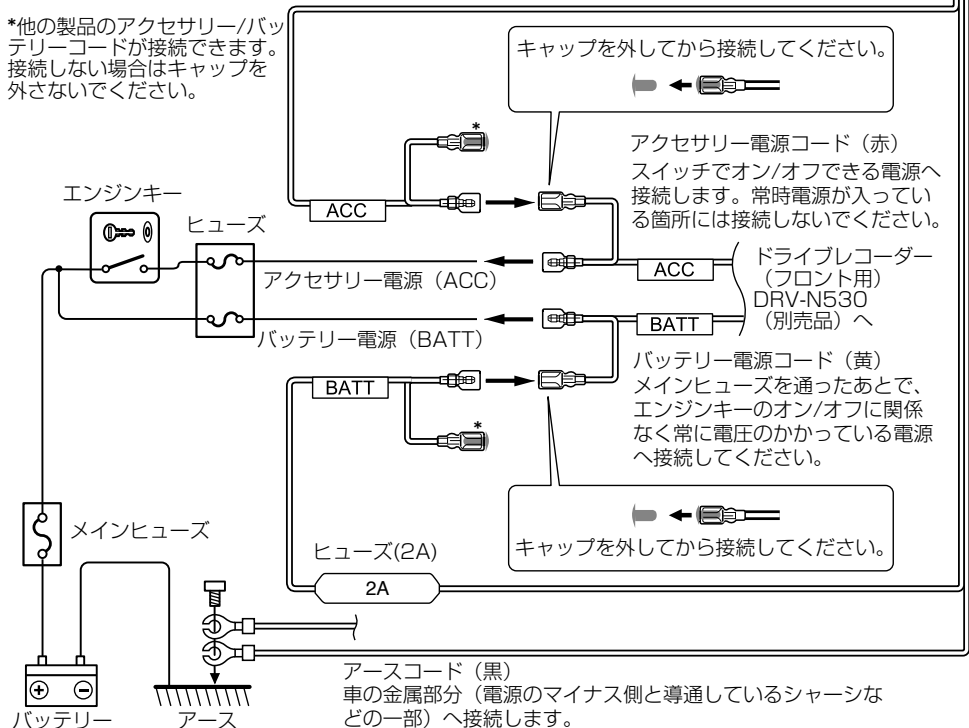 *他の製品のアクセサリー/バッ
テリーコードが接続できます。
接続しない場合はキャップを
外さないでください。
キャップを外してから接続してください。
*
アクセサリー電源コード（赤）
スイッチでオン/オフできる電源へ
接続します。常時電源が入ってい
る箇所には接続しないでください。
エンジンキー
ヒューズ
ACC
アクセサリー電源（ACC）
ACC
ドライブレコーダー
（フロント用）
DRV-N530
（別売品）へ
バッテリー電源（BATT）
BATT
バッテリー電源コード（黄）
メインヒューズを通ったあとで、
エンジンキーのオン/オフに関係
なく常に電圧のかかっている電源
へ接続してください。
BATT
*
キャップを外してから接続してください。
メインヒューズ
ヒューズ(2A)
2A
アースコード（黒）
車の金属部分（電源のマイナス側と導通しているシャーシな
どの一部）へ接続します。
+
-
バッテリー
アース